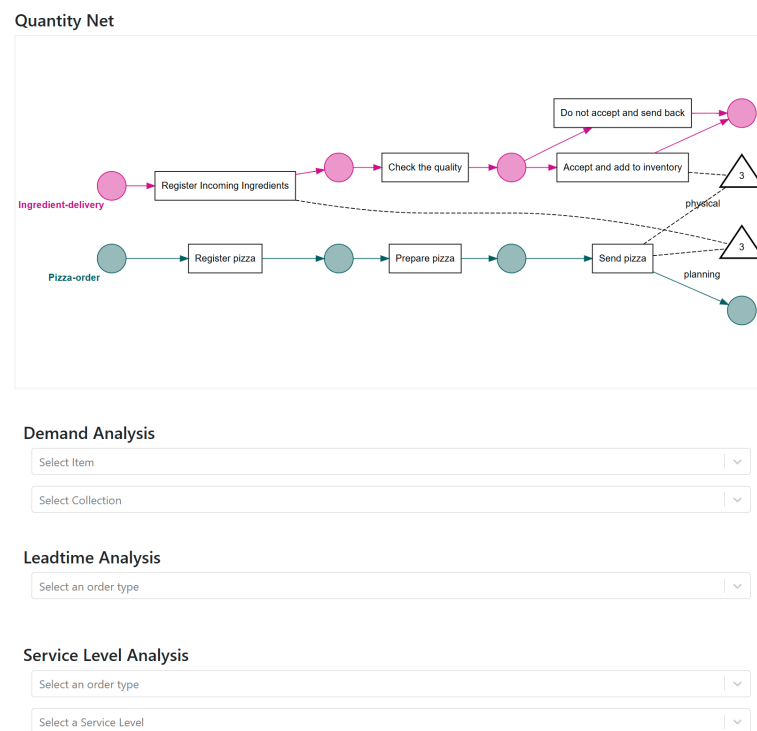 Quantity Net
Do not accept and send back
Check the quality
Accept and add to inventory
3
Register Incoming Ingredients
Ingredient-delivery
physical
3
Register pizza
Prepare pizza
Send pizza
Pizza-order
planning
Demand Analysis
Select Item
Select Collection
Leadtime Analysis
Select an order type
Service Level Analysis
Select an order type
Select a Service Level